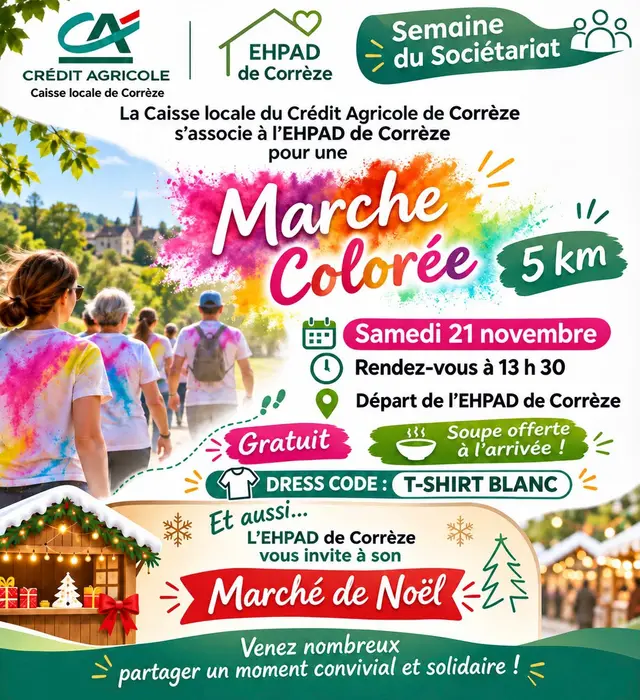 CRÉDIT AGRICOLE
Caisse locale de Corrèze
EHPAD
de Corrèze
Semaine
du Sociétariat
La Caisse locale du Crédit Agricole de Corrèze
s'associe à l'EHPAD de Corrèze
pour une
Marche
Colorée
5 km
Samedi 21 novembre
Rendez-vous à 13 h 30
Départ de l'EHPAD de Corrèze
Gratuit
Soupe offerte
à l'arrivée !
DRESS CODE : T-SHIRT BLANC
Et aussi...
L'EHPAD de Corrèze
vous invite à son
Marché de Noël
Venez nombreux
partager un moment convivial et solidaire !